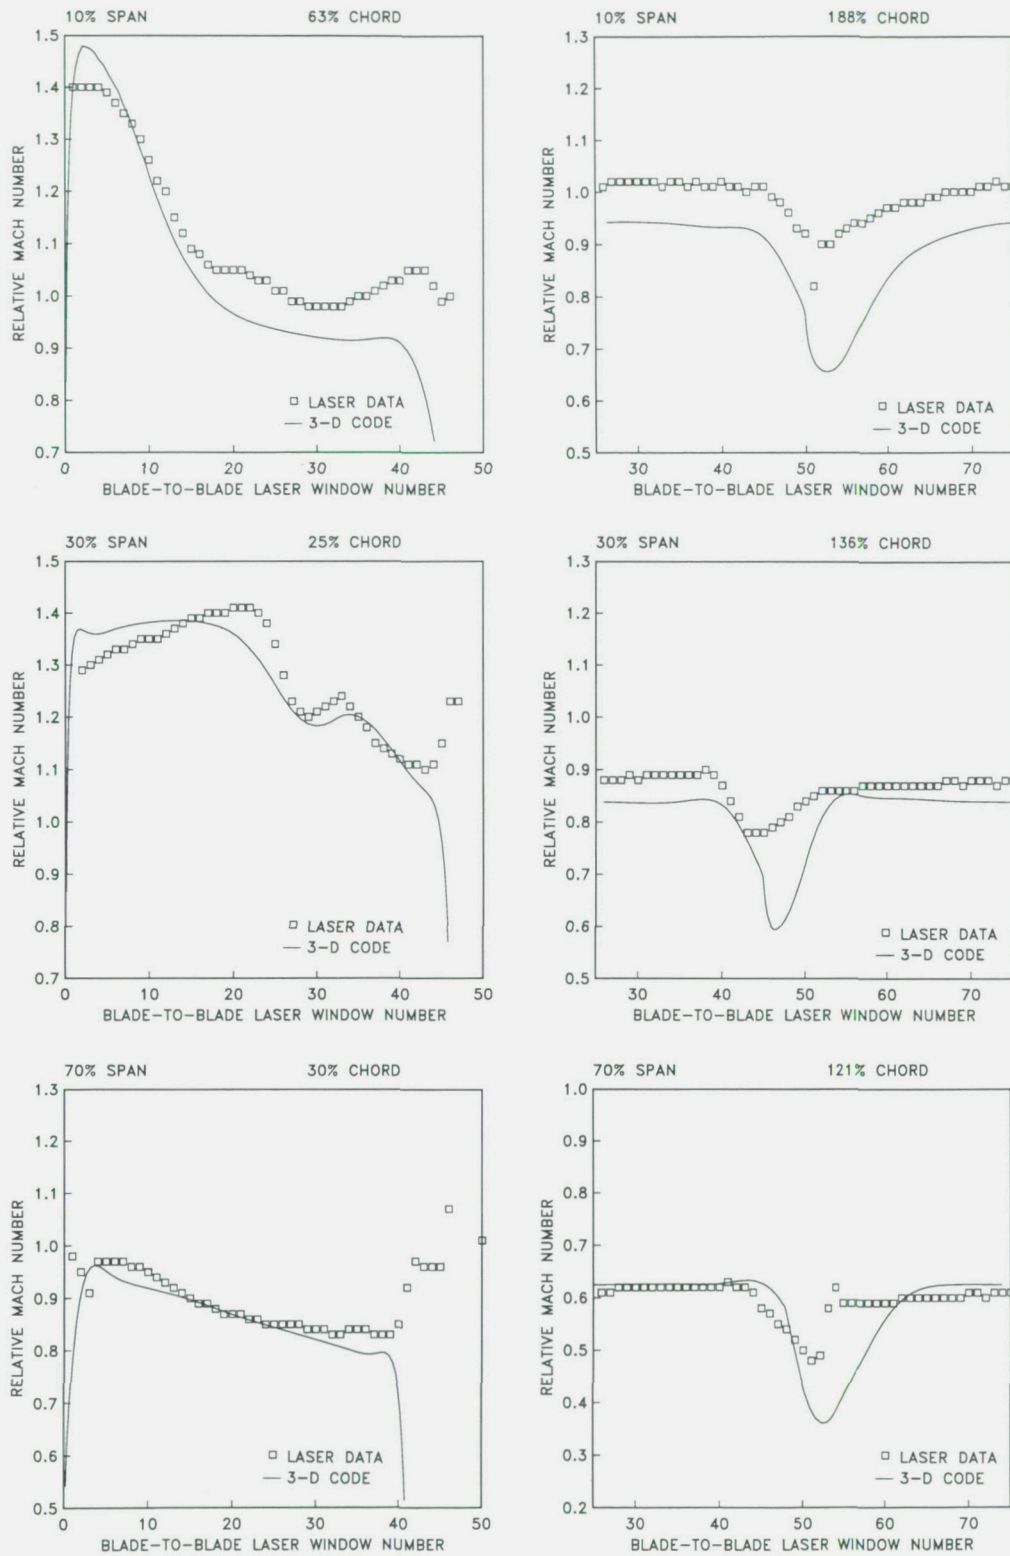 10% SPAN 63% CHORD
1.5
1.4
1.3
1.2
1.1
1.0
0.9
0.8
0.7
RELATIVE MACH NUMBER
LASER DATA
3-D CODE
0 10 20 30 40 50
BLADE-TO-BLADE LASER WINDOW NUMBER
10% SPAN 188% CHORD
1.3
1.2
1.1
1.0
0.9
0.8
0.7
0.6
0.5
RELATIVE MACH NUMBER
LASER DATA
3-D CODE
30 40 50 60 70
BLADE-TO-BLADE LASER WINDOW NUMBER
30% SPAN 25% CHORD
1.5
1.4
1.3
1.2
1.1
1.0
0.9
0.8
0.7
RELATIVE MACH NUMBER
LASER DATA
3-D CODE
0 10 20 30 40 50
BLADE-TO-BLADE LASER WINDOW NUMBER
30% SPAN 136% CHORD
1.3
1.2
1.1
1.0
0.9
0.8
0.7
0.6
0.5
RELATIVE MACH NUMBER
LASER DATA
3-D CODE
30 40 50 60 70
BLADE-TO-BLADE LASER WINDOW NUMBER
70% SPAN 30% CHORD
1.3
1.2
1.1
1.0
0.9
0.8
0.7
0.6
0.5
RELATIVE MACH NUMBER
LASER DATA
3-D CODE
0 10 20 30 40 50
BLADE-TO-BLADE LASER WINDOW NUMBER
70% SPAN 121% CHORD
1.0
0.9
0.8
0.7
0.6
0.5
0.4
0.3
0.2
RELATIVE MACH NUMBER
LASER DATA
3-D CODE
30 40 50 60 70
BLADE-TO-BLADE LASER WINDOW NUMBER